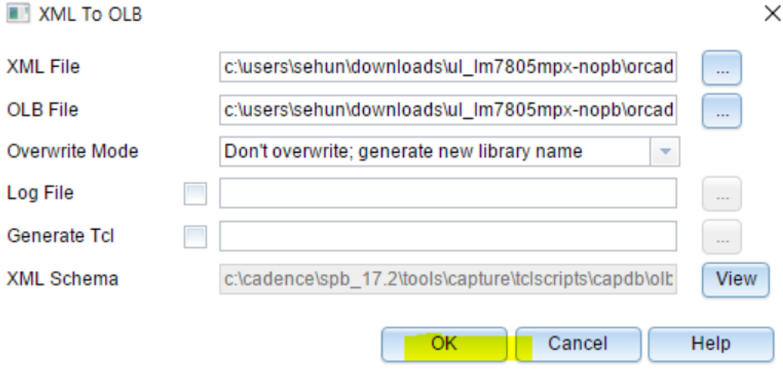 XML To OLB
XML File c:\users\sehun\downloads\ul_lm7805mpx-nopb\orcad ...
OLB File c:\users\sehun\downloads\ul_lm7805mpx-nopb\orcad ...
Overwrite Mode Don't overwrite; generate new library name
Log File ...
Generate Tcl ...
XML Schema c:\cadence\spb_17.2\tools\capture\tclscripts\capdb\olb View
OK Cancel Help